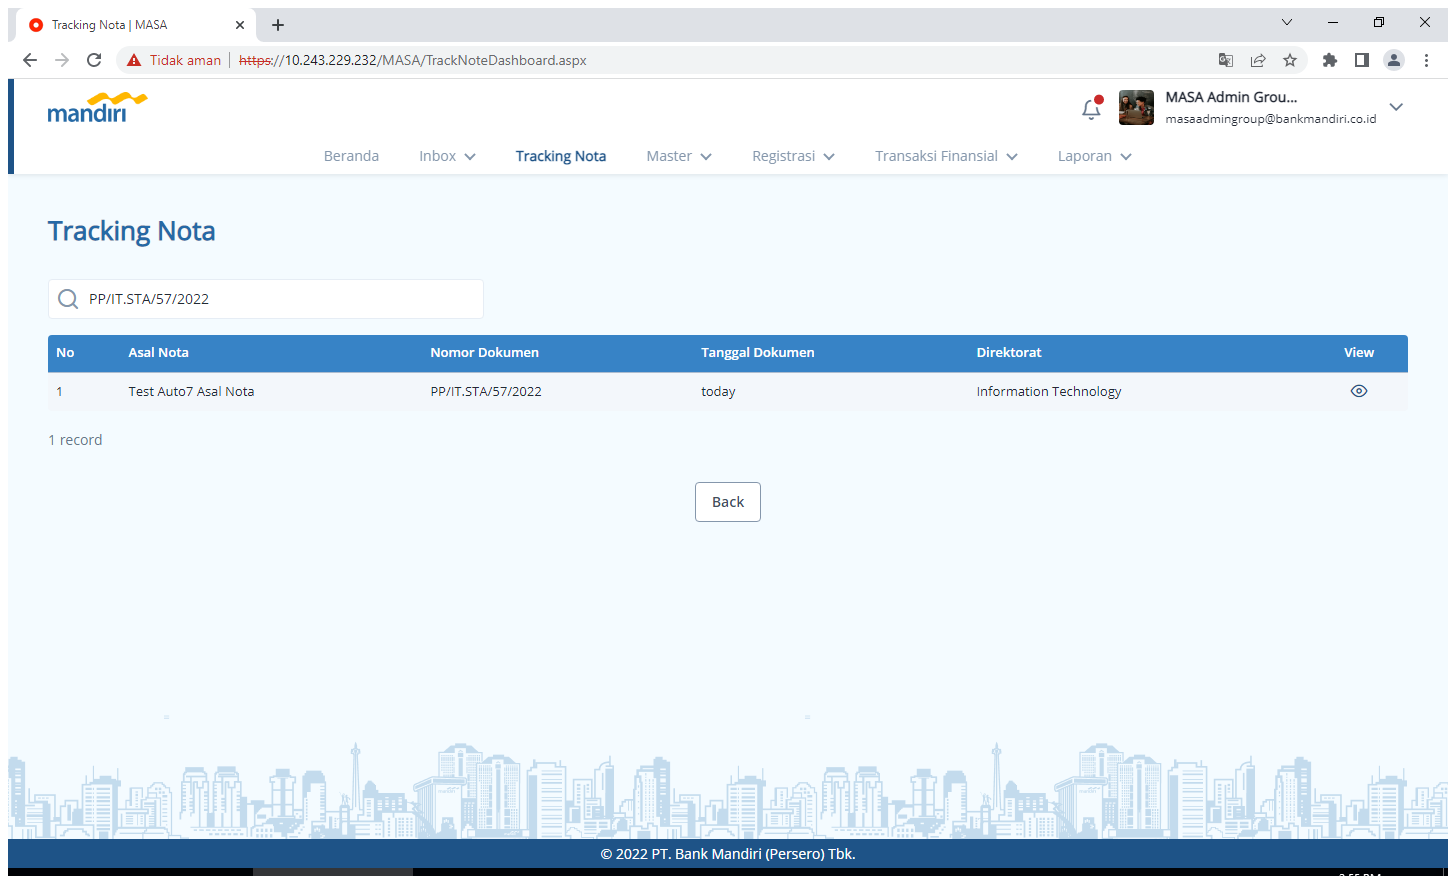 Tracking Nota | MASA
Tidak aman
https://10.243.229.232/MASA/TrackNoteDashboard.aspx
mandiri
MASA Admin Grou...
masaadmingroup@bankmandiri.co.id
Beranda Inbox Tracking Nota Master Registrasi Transaksi Finansial Laporan
Tracking Nota
PP/IT.STA/57/2022
No Asal Nota Nomor Dokumen Tanggal Dokumen Direktorat View
1 Test Auto7 Asal Nota PP/IT.STA/57/2022 today Information Technology
1 record
Back
© 2022 PT. Bank Mandiri (Persero) Tbk.